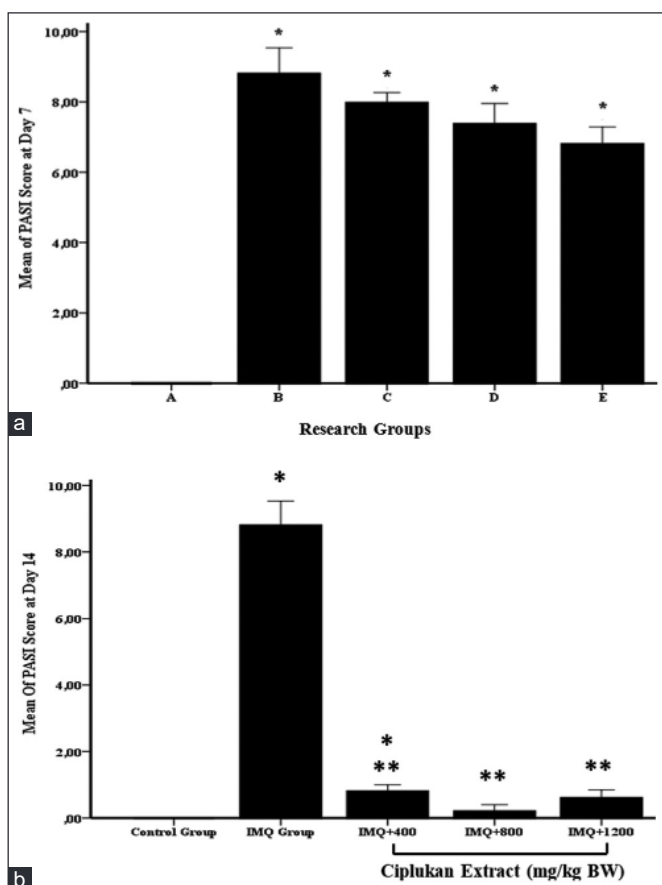 10,00
8,00
6,00
4,00
2,00
,00
Mean of PASI Score at Day 7
* * * *
A B C D E
Research Groups
a
10,00
8,00
6,00
4,00
2,00
,00
Mean Of PASI Score at Day 14
*
*
** ** **
Control Group IMQ Group IMQ+400 IMQ+800 IMQ+1200
Ciplukan Extract (mg/kg BW)
b